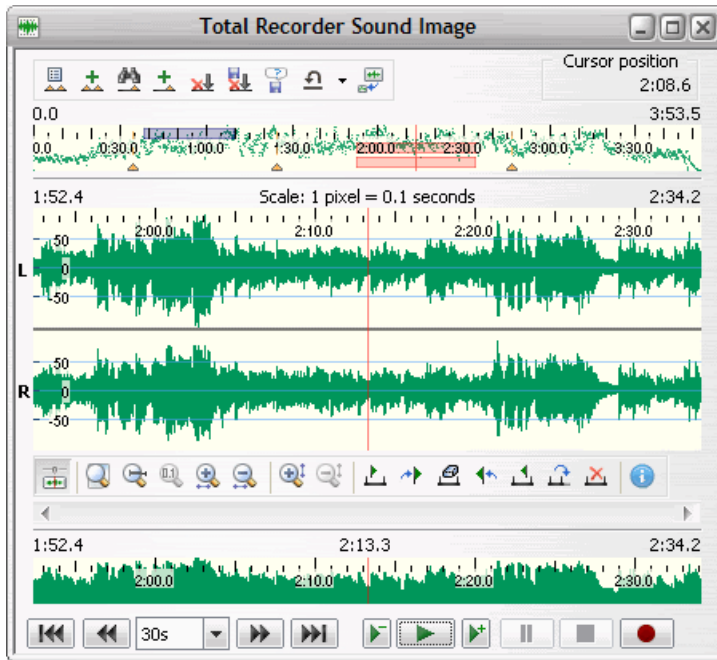 Total Recorder Sound Image
Cursor position
2:08.6
0.0 3:53.5
0.0 0:30.0 1:00.0 1:30.0 2:00.0 2:30.0 3:00.0 3:30.0
1:52.4 Scale: 1 pixel = 0.1 seconds 2:34.2
2:00.0 2:10.0 2:20.0 2:30.0
50
L 0
-50
50
R 0
-50
0.1
1:52.4 2:13.3 2:34.2
2:00.0 2:10.0 2:20.0 2:30.0
30s